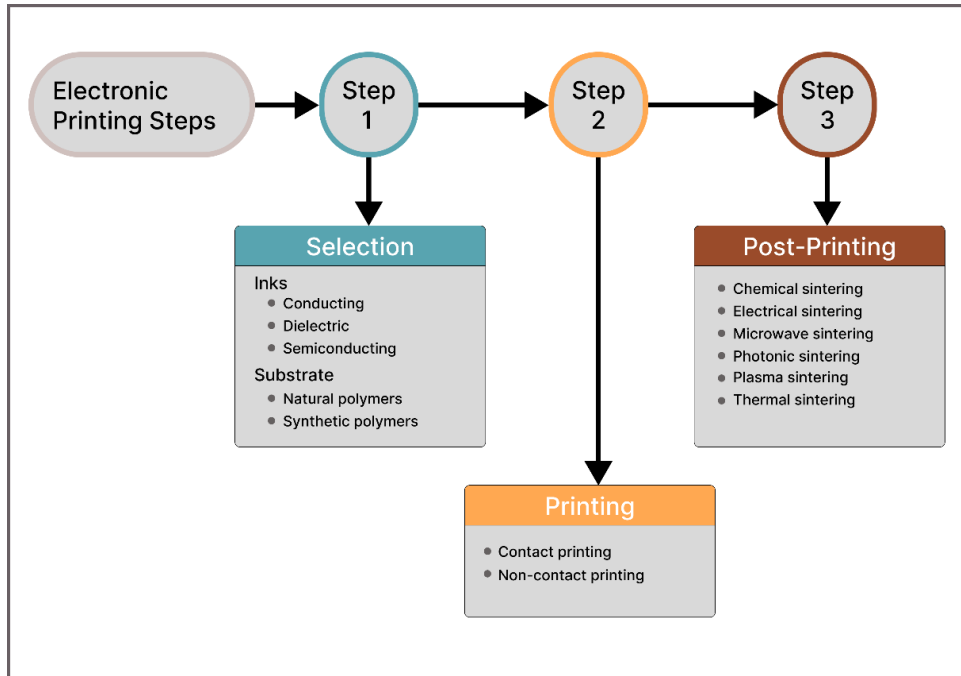 Electronic
Printing Steps
Step
1
Step
2
Step
3
Selection
Inks
Conducting
Dielectric
Semiconducting
Substrate
Natural polymers
Synthetic polymers
Printing
Contact printing
Non-contact printing
Post-Printing
Chemical sintering
Electrical sintering
Microwave sintering
Photonic sintering
Plasma sintering
Thermal sintering